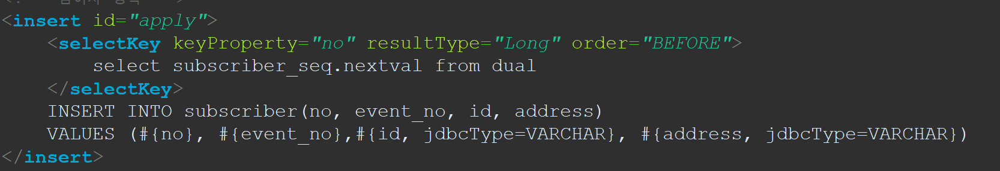 <insert id="apply">
<selectKey keyProperty="no" resultType="Long" order="BEFORE">
select subscriber_seq.nextval from dual
</selectKey>
INSERT INTO subscriber(no, event_no, id, address)
VALUES (#{no}, #{event_no},#{id, jdbcType=VARCHAR}, #{address, jdbcType=VARCHAR})
</insert>